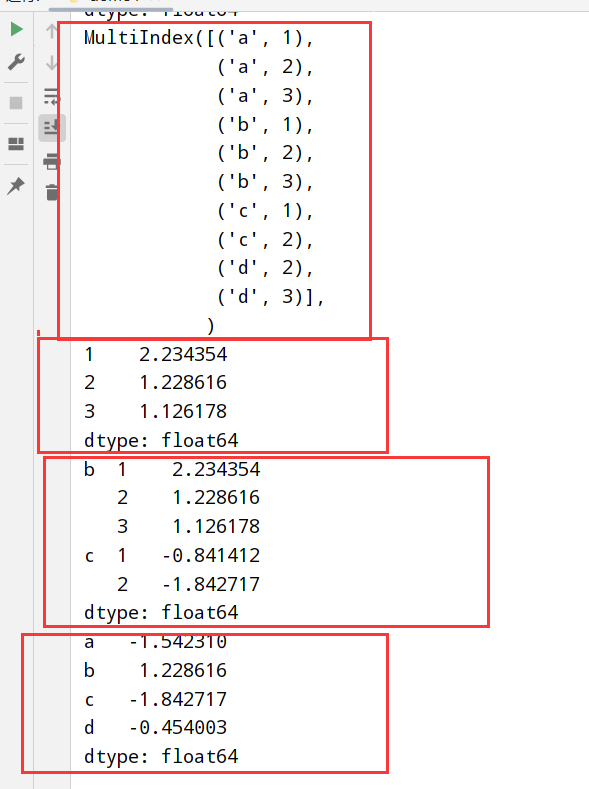 dtype: float64
MultiIndex([('a', 1),
            ('a', 2),
            ('a', 3),
            ('b', 1),
            ('b', 2),
            ('b', 3),
            ('c', 1),
            ('c', 2),
            ('d', 2),
            ('d', 3)],
           )
1    2.234354
2    1.228616
3    1.126178
dtype: float64
b  1    2.234354
   2    1.228616
   3    1.126178
c  1   -0.841412
   2   -1.842717
dtype: float64
a   -1.542310
b    1.228616
c   -1.842717
d   -0.454003
dtype: float64